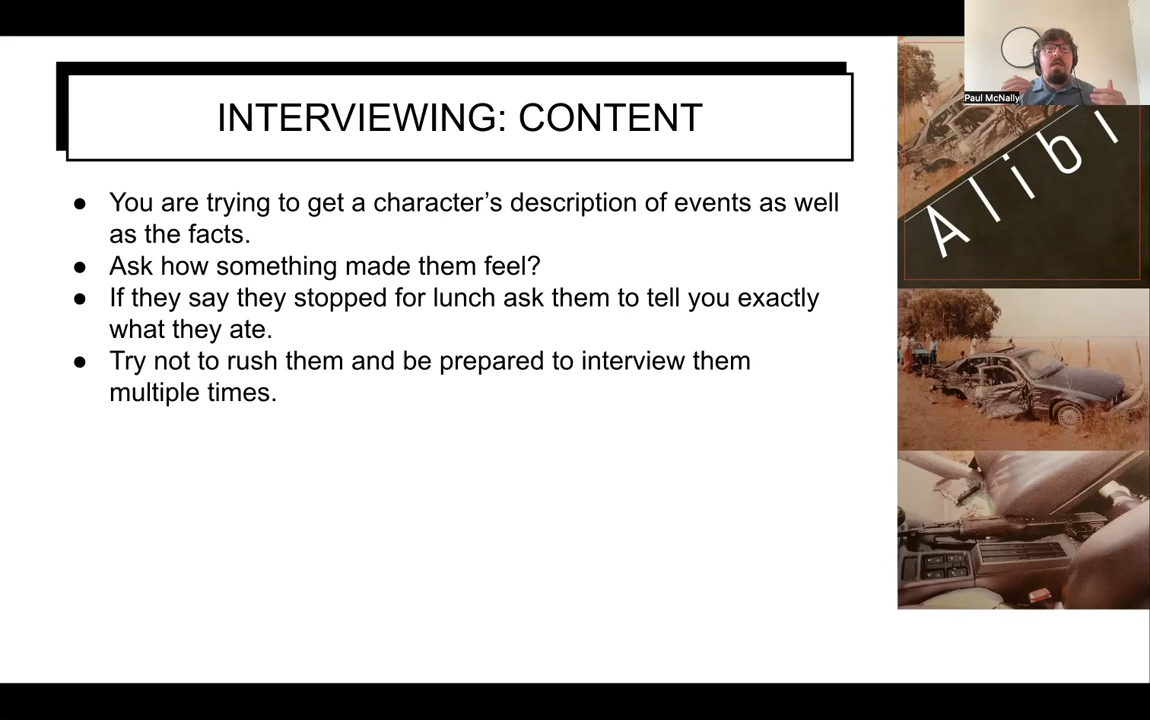 INTERVIEWING: CONTENT
● You are trying to get a character’s description of events as well
as the facts.
● Ask how something made them feel?
● If they say they stopped for lunch ask them to tell you exactly
what they ate.
● Try not to rush them and be prepared to interview them
multiple times.
Paul McNally
Alibi